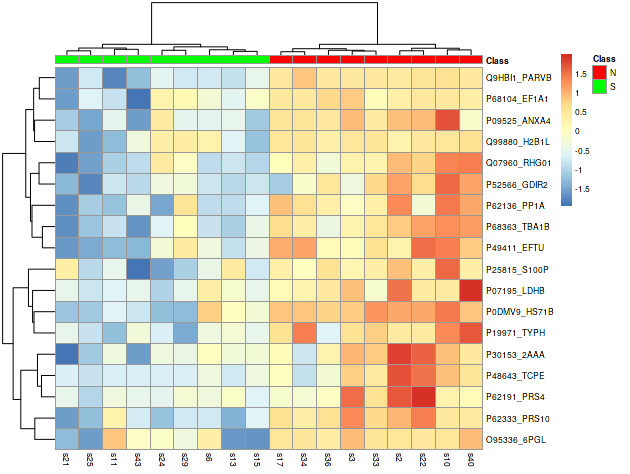 Class
Class
N
S
1.5
1
0.5
0
-0.5
-1
-1.5
Q9HBI1_PARVB
P68104_EF1A1
P09525_ANXA4
Q99880_H2B1L
Q07960_RHG01
P52566_GDIR2
P62136_PP1A
P68363_TBA1B
P49411_EFTU
P25815_S100P
P07195_LDHB
P0DMV9_HS71B
P19971_TYPH
P30153_2AAA
P48643_TCPE
P62191_PRS4
P62333_PRS10
O95336_6PGL
s21 s25 s11 s43 s24 s29 s6 s13 s15 s17 s34 s36 s3 s33 s2 s22 s10 s40